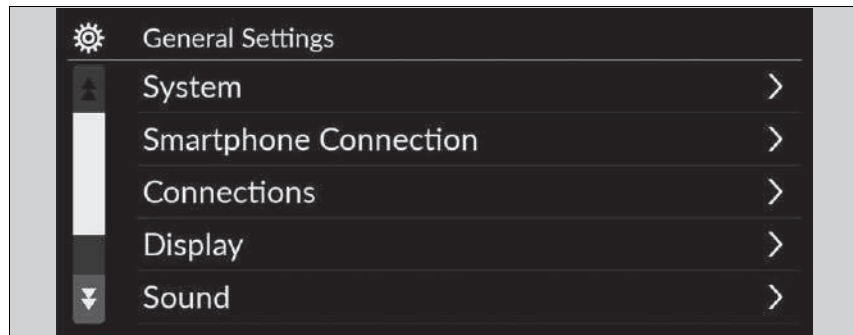 General Settings
System
Smartphone Connection
Connections
Display
Sound